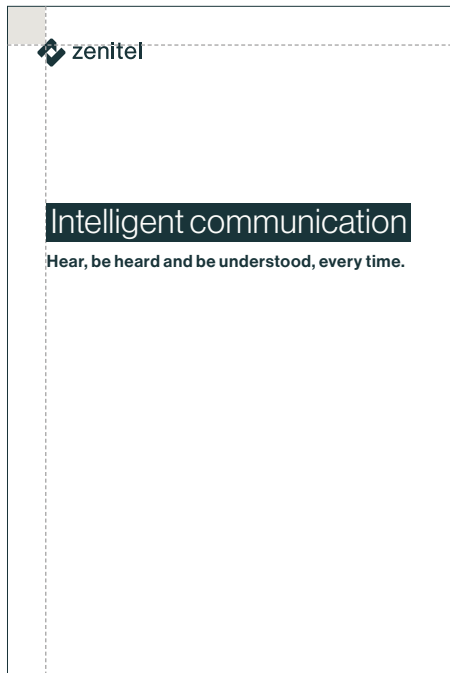 zenitel
Intelligent communication
Hear, be heard and be understood, every time.